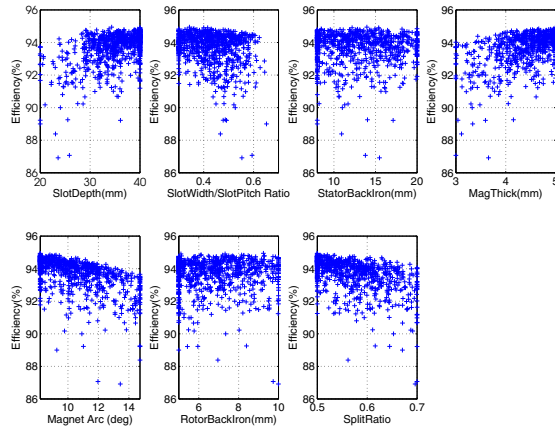 96
94
92
90
88
86
Efficiency(%)
20 30 40
SlotDepth(mm)
96
94
92
90
88
86
Efficiency(%)
0.4 0.6
SlotWidth/SlotPitch Ratio
96
94
92
90
88
86
Efficiency(%)
10 15 20
StatorBackIron(mm)
96
94
92
90
88
86
Efficiency(%)
3 4 5
MagThick(mm)
96
94
92
90
88
86
Efficiency(%)
10 12 14
Magnet Arc (deg)
96
94
92
90
88
86
Efficiency(%)
6 8 10
RotorBackIron(mm)
96
94
92
90
88
86
Efficiency(%)
0.5 0.6 0.7
SplitRatio